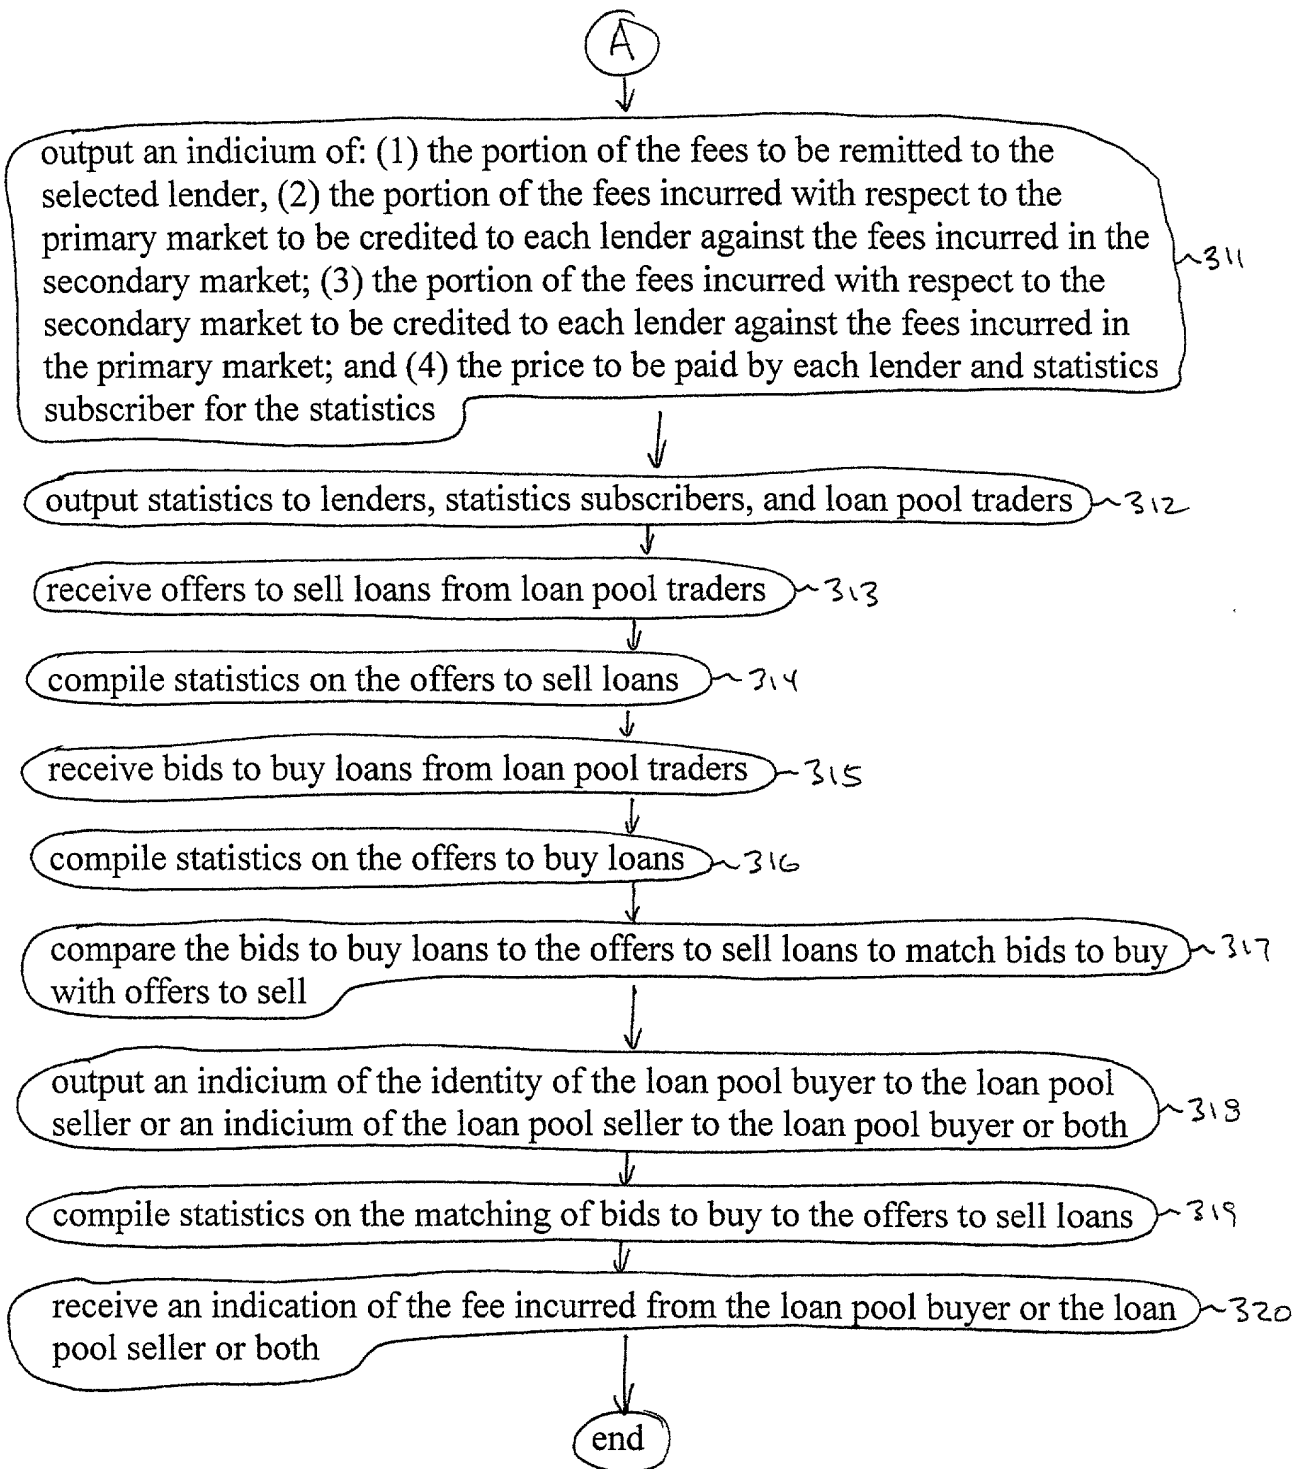 A
output an indicium of: (1) the portion of the fees to be remitted to the
selected lender, (2) the portion of the fees incurred with respect to the
primary market to be credited to each lender against the fees incurred in the
secondary market; (3) the portion of the fees incurred with respect to the
secondary market to be credited to each lender against the fees incurred in
the primary market; and (4) the price to be paid by each lender and statistics
subscriber for the statistics
311
output statistics to lenders, statistics subscribers, and loan pool traders
312
receive offers to sell loans from loan pool traders
313
compile statistics on the offers to sell loans
314
receive bids to buy loans from loan pool traders
315
compile statistics on the offers to buy loans
316
compare the bids to buy loans to the offers to sell loans to match bids to buy
with offers to sell
317
output an indicium of the identity of the loan pool buyer to the loan pool
seller or an indicium of the loan pool seller to the loan pool buyer or both
318
compile statistics on the matching of bids to buy to the offers to sell loans
319
receive an indication of the fee incurred from the loan pool buyer or the loan
pool seller or both
320
end